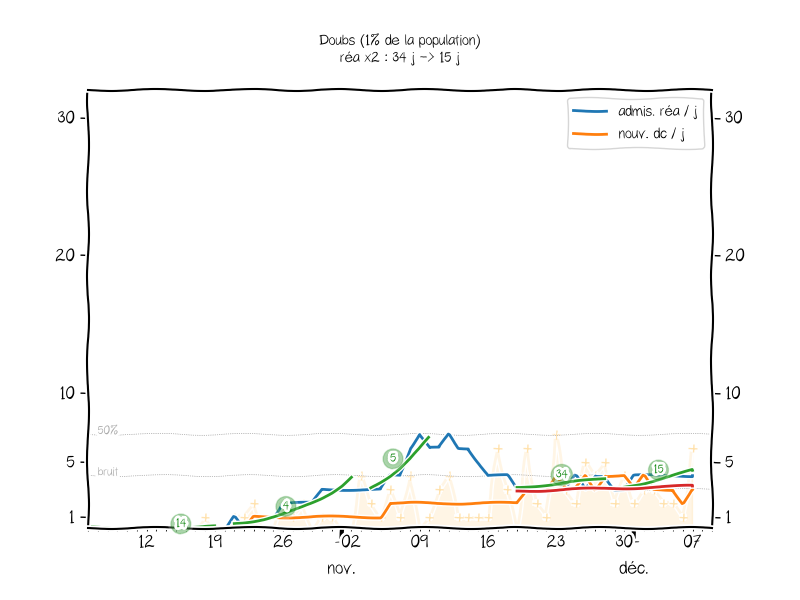 Doubs (1% de la population)
réa x2 : 34 j -> 15 j
admis. réa / j
nouv. dc / j
30 30
20 20
10 10
50%
5 5
bruit
1 1
14 4 5 34 15
12 19 26 02 09 16 23 30 07
nov. déc.